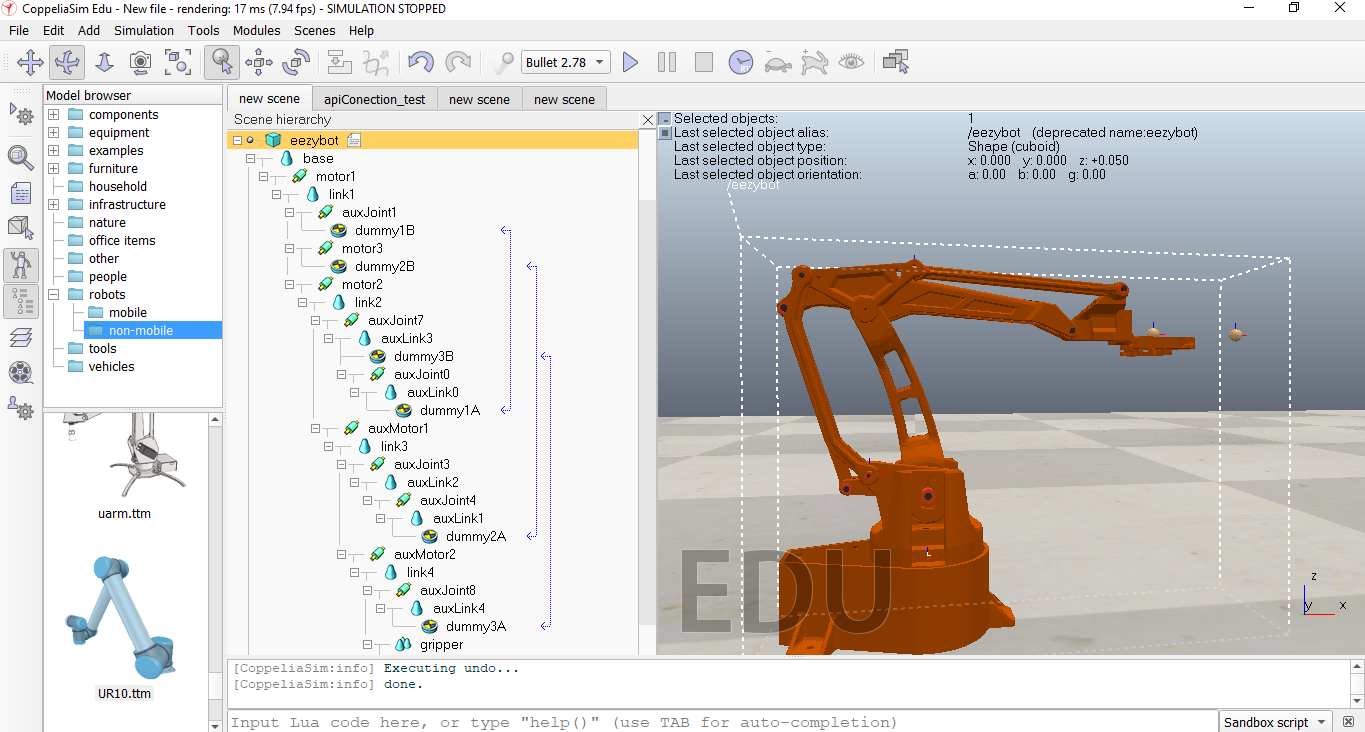 CoppeliaSim Edu - New file - rendering: 17 ms (7.94 fps) - SIMULATION STOPPED
File Edit Add Simulation Tools Modules Scenes Help
Bullet 2.78
RT
Model browser
components
equipment
examples
furniture
household
infrastructure
nature
office items
other
people
robots
mobile
non-mobile
tools
vehicles
uarm.ttm
UR10.ttm
new scene apiConection_test new scene new scene
Scene hierarchy
eezybot
base
motor1
link1
auxJoint1
dummy1B
motor3
dummy2B
motor2
link2
auxJoint7
auxLink3
dummy3B
auxJoint0
auxLink0
dummy1A
auxMotor1
link3
auxJoint3
auxLink2
auxJoint4
auxLink1
dummy2A
auxMotor2
link4
auxJoint8
auxLink4
dummy3A
gripper
Selected objects: 1
Last selected object alias: /eezybot (deprecated name:eezybot)
Last selected object type: Shape (cuboid)
Last selected object position: x: 0.000 y: 0.000 z: +0.050
Last selected object orientation: a: 0.00 b: 0.00 g: 0.00
/eezybot
EDU
z
y
x
[CoppeliaSim:info] Executing undo...
[CoppeliaSim:info] done.
Input Lua code here, or type "help()" (use TAB for auto-completion)
Sandbox script